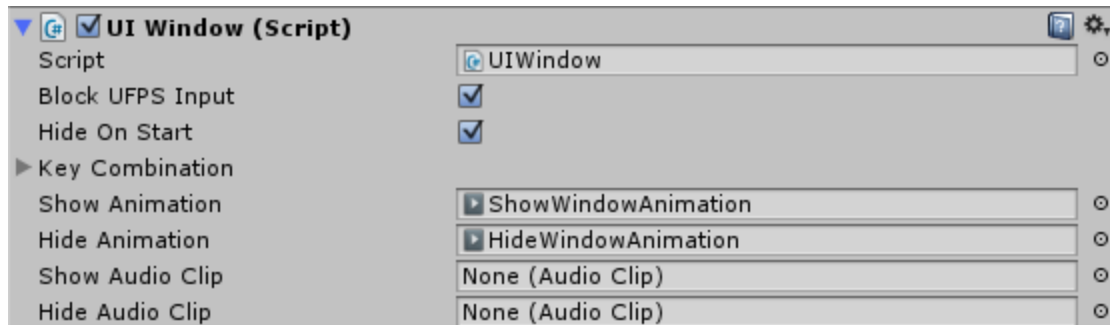 UI Window (Script)
Script UIWindow
Block UFPS Input
Hide On Start
Key Combination
Show Animation ShowWindowAnimation
Hide Animation HideWindowAnimation
Show Audio Clip None (Audio Clip)
Hide Audio Clip None (Audio Clip)